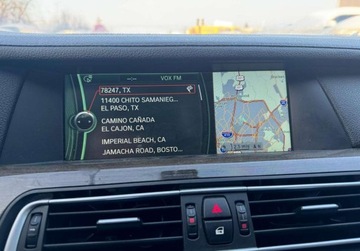 --:-- VOX FM
78247, TX
11400 CHITO SAMANIEG...
EL PASO, TX
CAMINO CAÑADA
EL CAJON, CA
IMPERIAL BEACH, CA
JAMACHA ROAD, BOSTO...